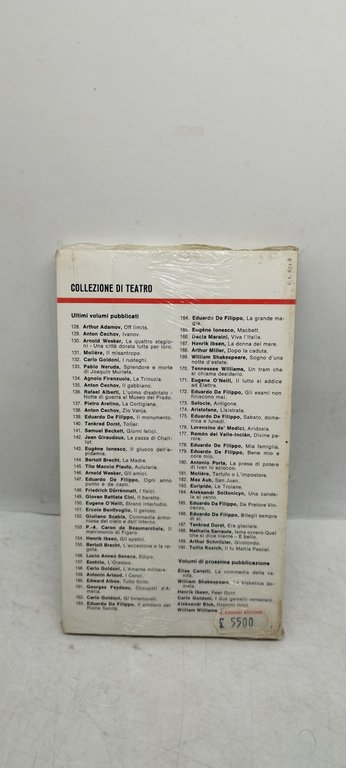 COLLEZIONE DI TEATRO
C. L. 671-8
Ultimi volumi pubblicati
128. Arthur Adamov, Off limits.
129. Anton Čechov, Ivanov.
130. Arnold Wesker, Le quattro stagioni - Una città dorata tutta per loro.
131. Molière, Il misantropo.
132. Carlo Goldoni, I rusteghi.
133. Pablo Neruda, Splendore e morte di Joaquín Murieta.
134. Agnolo Firenzuola, La Trinuzia.
135. Anton Čechov, Il gabbiano.
136. Rafael Alberti, L'uomo disabitato - Notte di guerra al Museo del Prado.
137. Pietro Aretino, La Cortigiana.
138. Anton Čechov, Zio Vanja.
139. Eduardo De Filippo, Il monumento.
140. Tankred Dorst, Toller.
141. Samuel Beckett, Giorni felici.
142. Jean Giraudoux, La pazza di Chaillot.
143. Eugène Ionesco, Il giuoco dell'epidemia.
144. Bertolt Brecht, La Madre.
145. Tito Maccio Plauto, Aulularia.
146. Arnold Wesker, Gli amici.
147. Eduardo De Filippo, Ogni anno punto e da capo.
148. Friedrich Dürrenmatt, I fisici.
149. Giovan Battista Cini, Il baratto.
150. Eugene O'Neill, Strano interludio.
151. Ercole Bentivoglio, Il geloso.
152. Giuliano Scabia, Commedia armoniosa del cielo e dell'inferno
153. P.-A. Caron de Beaumarchais, Il matrimonio di Figaro.
154. Henrik Ibsen, Gli spettri.
155. Bertolt Brecht, L'eccezione e la regola.
156. Lucio Anneo Seneca, Edipo.
157. Eschilo, L'Orestea.
158. Carlo Goldoni, L'Amante militare.
159. Antonin Artaud, I Cenci.
160. Edward Albee, Tutto finito.
161. Georges Feydeau, Occupati d'Amelia.
162. Carlo Goldoni, Gl'innamorati.
163. Eduardo De Filippo, Il sindaco del Rione Sanità.
164. Eduardo De Filippo, La grande magia.
165. Eugène Ionesco, Macbett.
166. Dacia Maraini, Viva l'Italia.
167. Henrik Ibsen, La donna del mare.
168. Arthur Miller, Dopo la caduta.
169. William Shakespeare, Sogno d'una notte d'estate.
170. Tennessee Williams, Un tram che si chiama desiderio.
171. Eugene O'Neill, Il lutto si addice ad Elettra.
172. Eduardo De Filippo, Gli esami non finiscono mai.
173. Sofocle, Antigone.
174. Aristofane, Lisistrata.
175. Eduardo De Filippo, Sabato, domenica e lunedí.
176. Lorenzino de' Medici, Aridosia.
177. Ramón del Valle-Inclán, Divine parole.
178. Eduardo De Filippo, Mia famiglia.
179. Eduardo De Filippo, Bene mio e core mio.
180. Antonio Porta, La presa di potere di Ivan lo sciocco.
181. Molière, Tartufo o L'impostore.
182. Max Aub, San Juan.
183. Euripide, Le Troiane.
184. Aleksandr Solženicyn, Una candela al vento.
185. Eduardo De Filippo, De Pretore Vincenzo.
186. Eduardo De Filippo, Bitegli sempre di sí.
187. Tankred Dorst, Era glaciale.
188. Nathalie Sarraute, Isma ovvero Quel che si dice niente - È bello.
189. Arthur Schnitzler, Girotondo.
190. Tullio Kezich, Il fu Mattia Pascal.
Volumi di prossima pubblicazione
Elias Canetti, La commedia della vanità.
William Shakespeare, La bisbetica domata.
Henrik Ibsen, Peer Gynt.
Carlo Goldoni, I due gemelli veneziani.
Aleksandr Blok, Drammi lirici.
William Williams
EINAUDI EDITORE
£ 5500